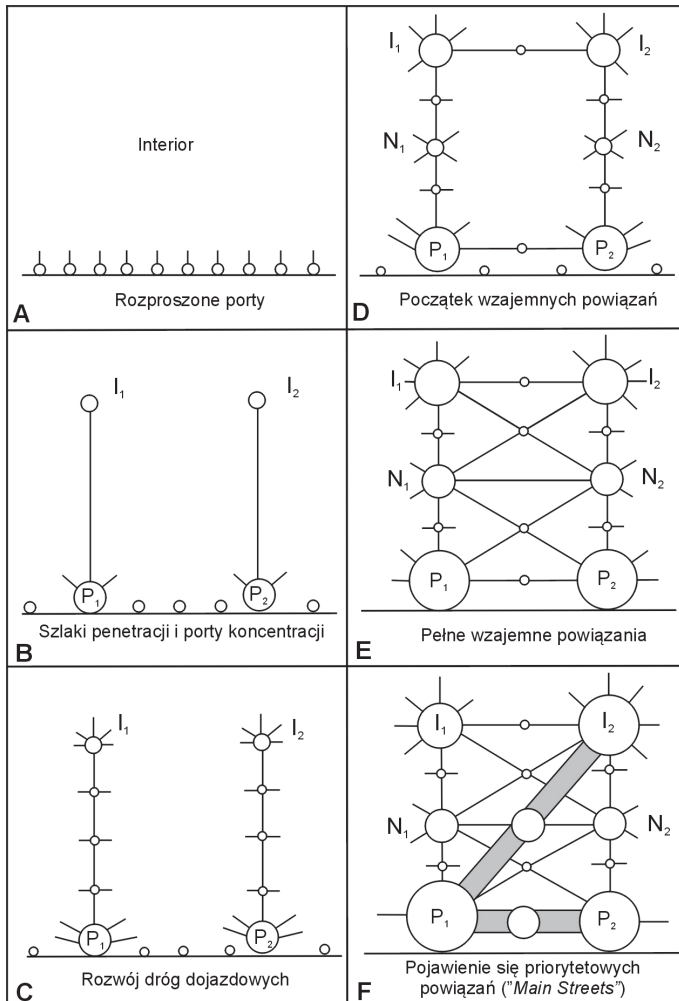 Interior
Rozproszone porty
A
I₁
I₂
P₁
P₂
Szlaki penetracji i porty koncentracji
B
I₁
I₂
P₁
P₂
Rozwój dróg dojazdowych
C
I₁
I₂
N₁
N₂
P₁
P₂
Początek wzajemnych powiązań
D
I₁
I₂
N₁
N₂
P₁
P₂
Pełne wzajemne powiązania
E
I₁
I₂
N₁
N₂
P₁
P₂
Pojawienie się priorytetowych
powiązań ("Main Streets")
F